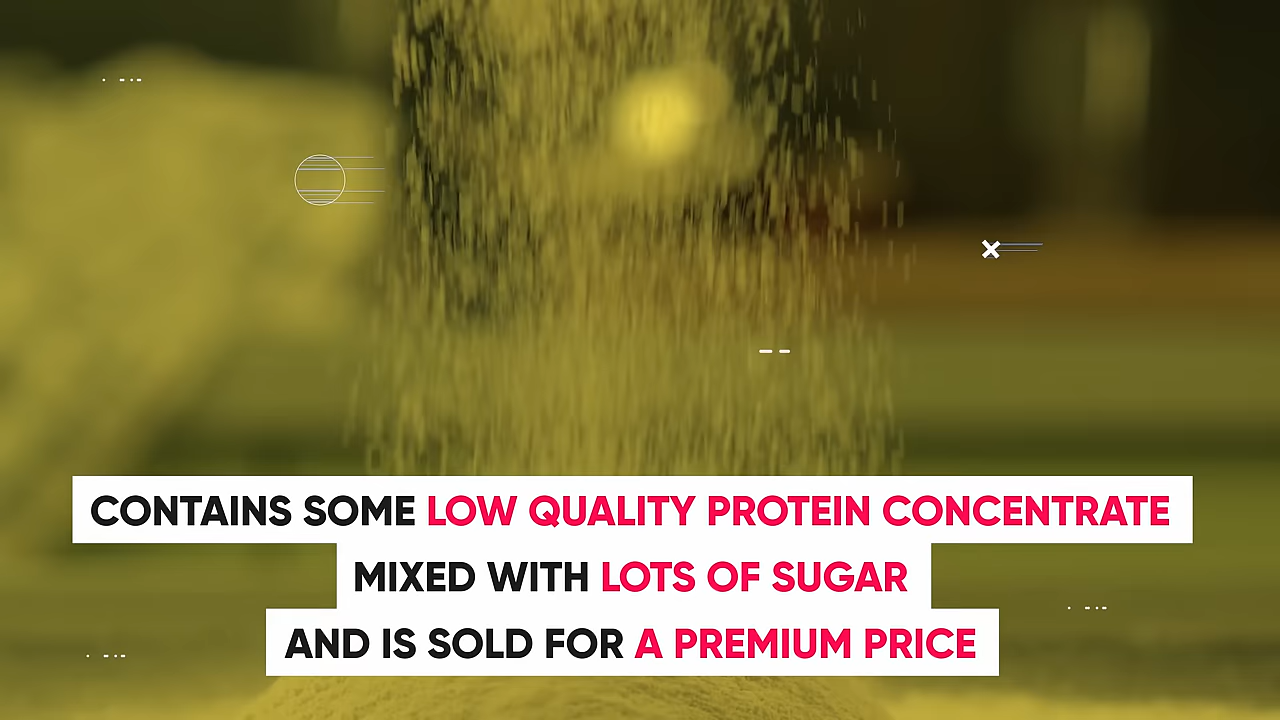 CONTAINS SOME LOW QUALITY PROTEIN CONCENTRATE
MIXED WITH LOTS OF SUGAR
AND IS SOLD FOR A PREMIUM PRICE